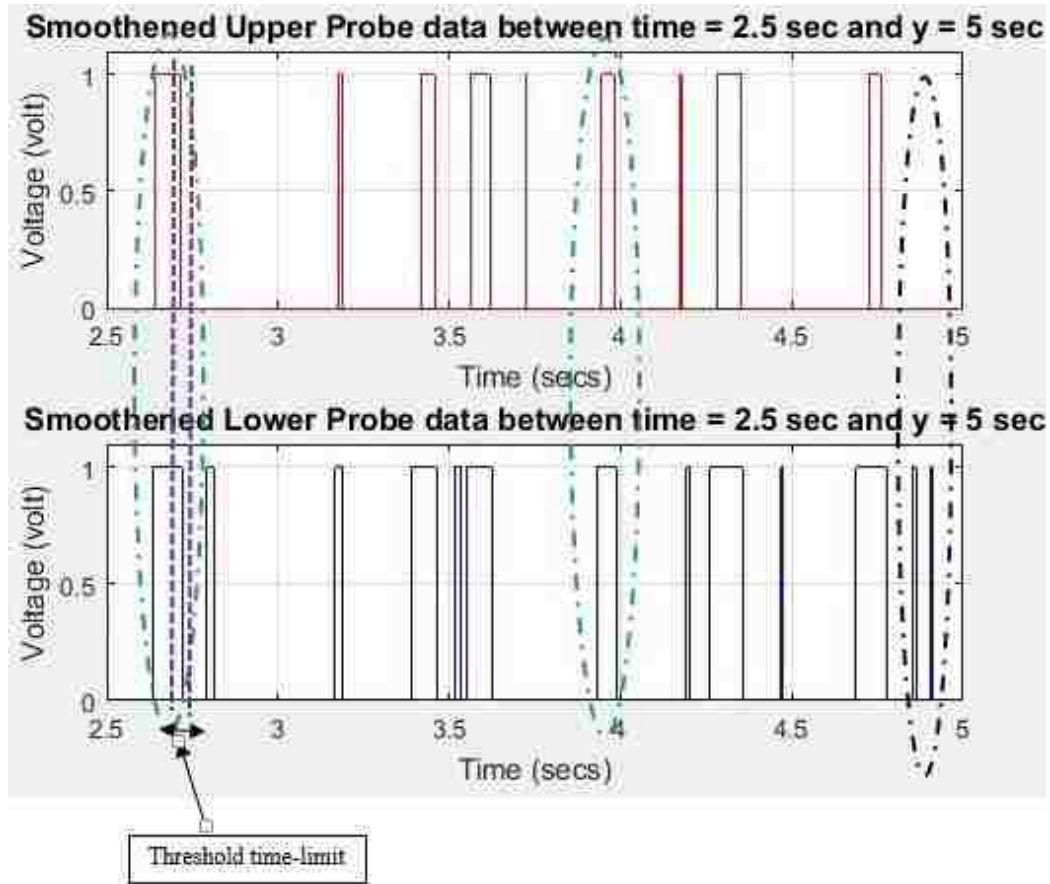 Smoothened Upper Probe data between time = 2.5 sec and y = 5 sec
Voltage (volt)
1
0.5
0
2.5 3 3.5 4 4.5 5
Time (secs)
Smoothened Lower Probe data between time = 2.5 sec and y = 5 sec
Voltage (volt)
1
0.5
0
2.5 3 3.5 4 4.5 5
Time (secs)
Threshold time-limit